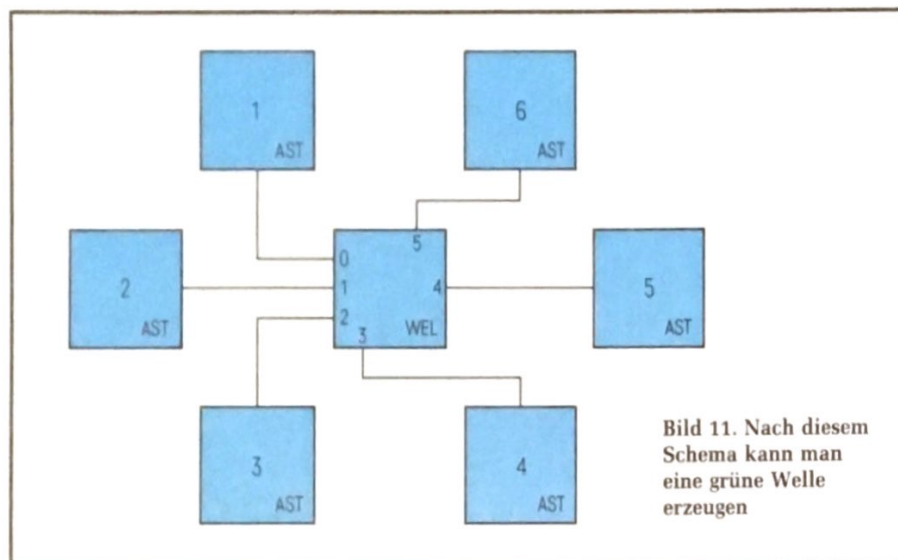 1
AST
6
AST
2
AST
0
1
2
3
4
5
WEL
5
AST
3
AST
4
AST
Bild 11. Nach diesem
Schema kann man
eine grüne Welle
erzeugen